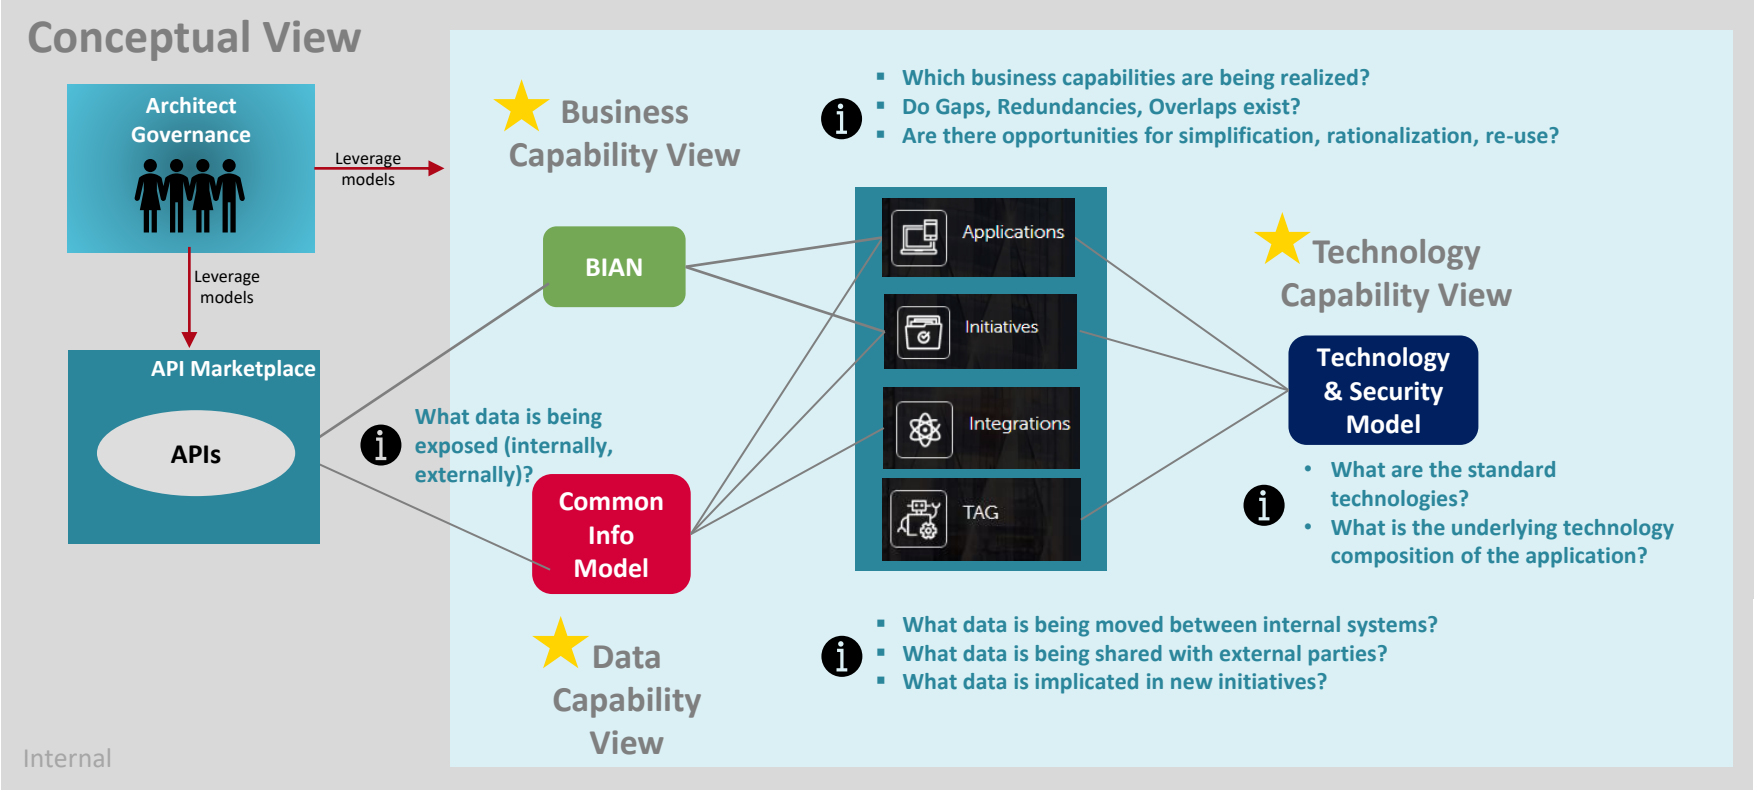 Conceptual View
Architect
Governance
Leverage
models
Leverage
models
API Marketplace
APIs
What data is being
exposed (internally,
externally)?
Business
Capability View
Which business capabilities are being realized?
Do Gaps, Redundancies, Overlaps exist?
Are there opportunities for simplification, rationalization, re-use?
BIAN
Common
Info
Model
Applications
Initiatives
Integrations
TAG
Technology
Capability View
Technology
& Security
Model
What are the standard
technologies?
What is the underlying technology
composition of the application?
Data
Capability
View
What data is being moved between internal systems?
What data is being shared with external parties?
What data is implicated in new initiatives?
Internal